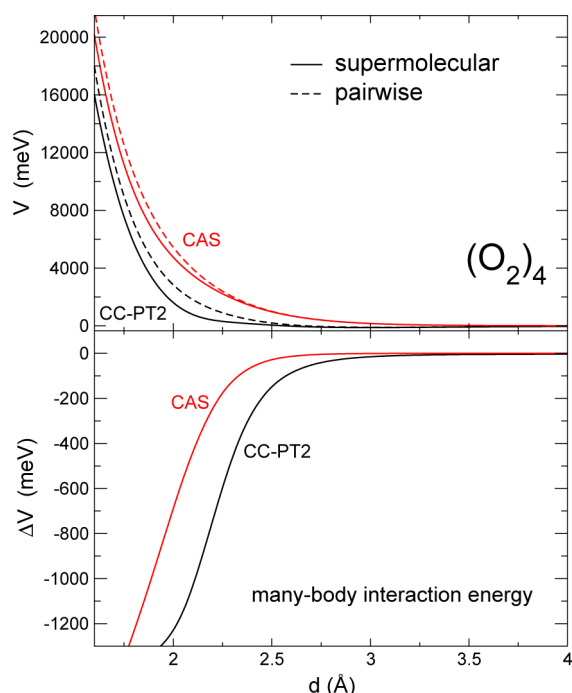 20000
16000
12000
8000
4000
0
V (meV)
supermolecular
pairwise
CAS
(O₂)₄
CC-PT2
0
-200
-400
-600
-800
-1000
-1200
ΔV (meV)
CAS
CC-PT2
many-body interaction energy
2 2.5 3 3.5 4
d (Å)